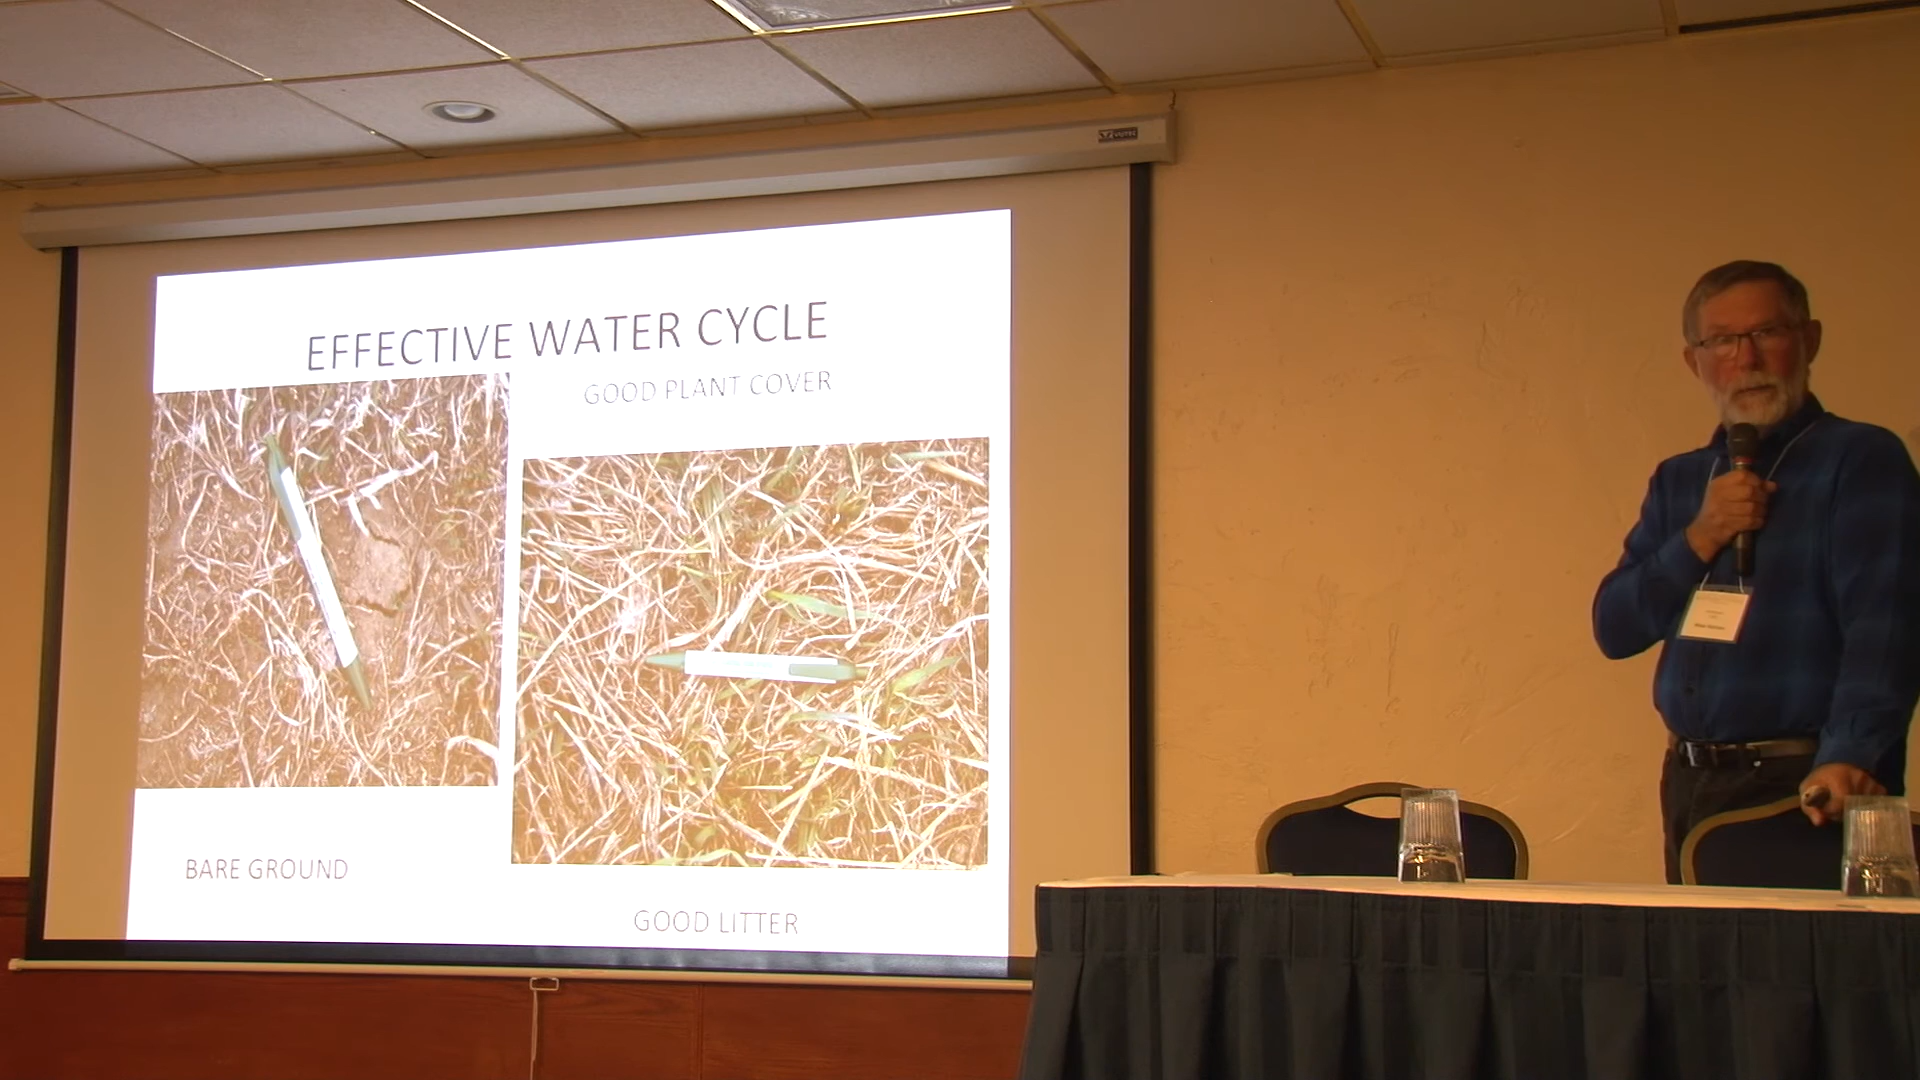 EFFECTIVE WATER CYCLE
GOOD PLANT COVER
BARE GROUND
GOOD LITTER